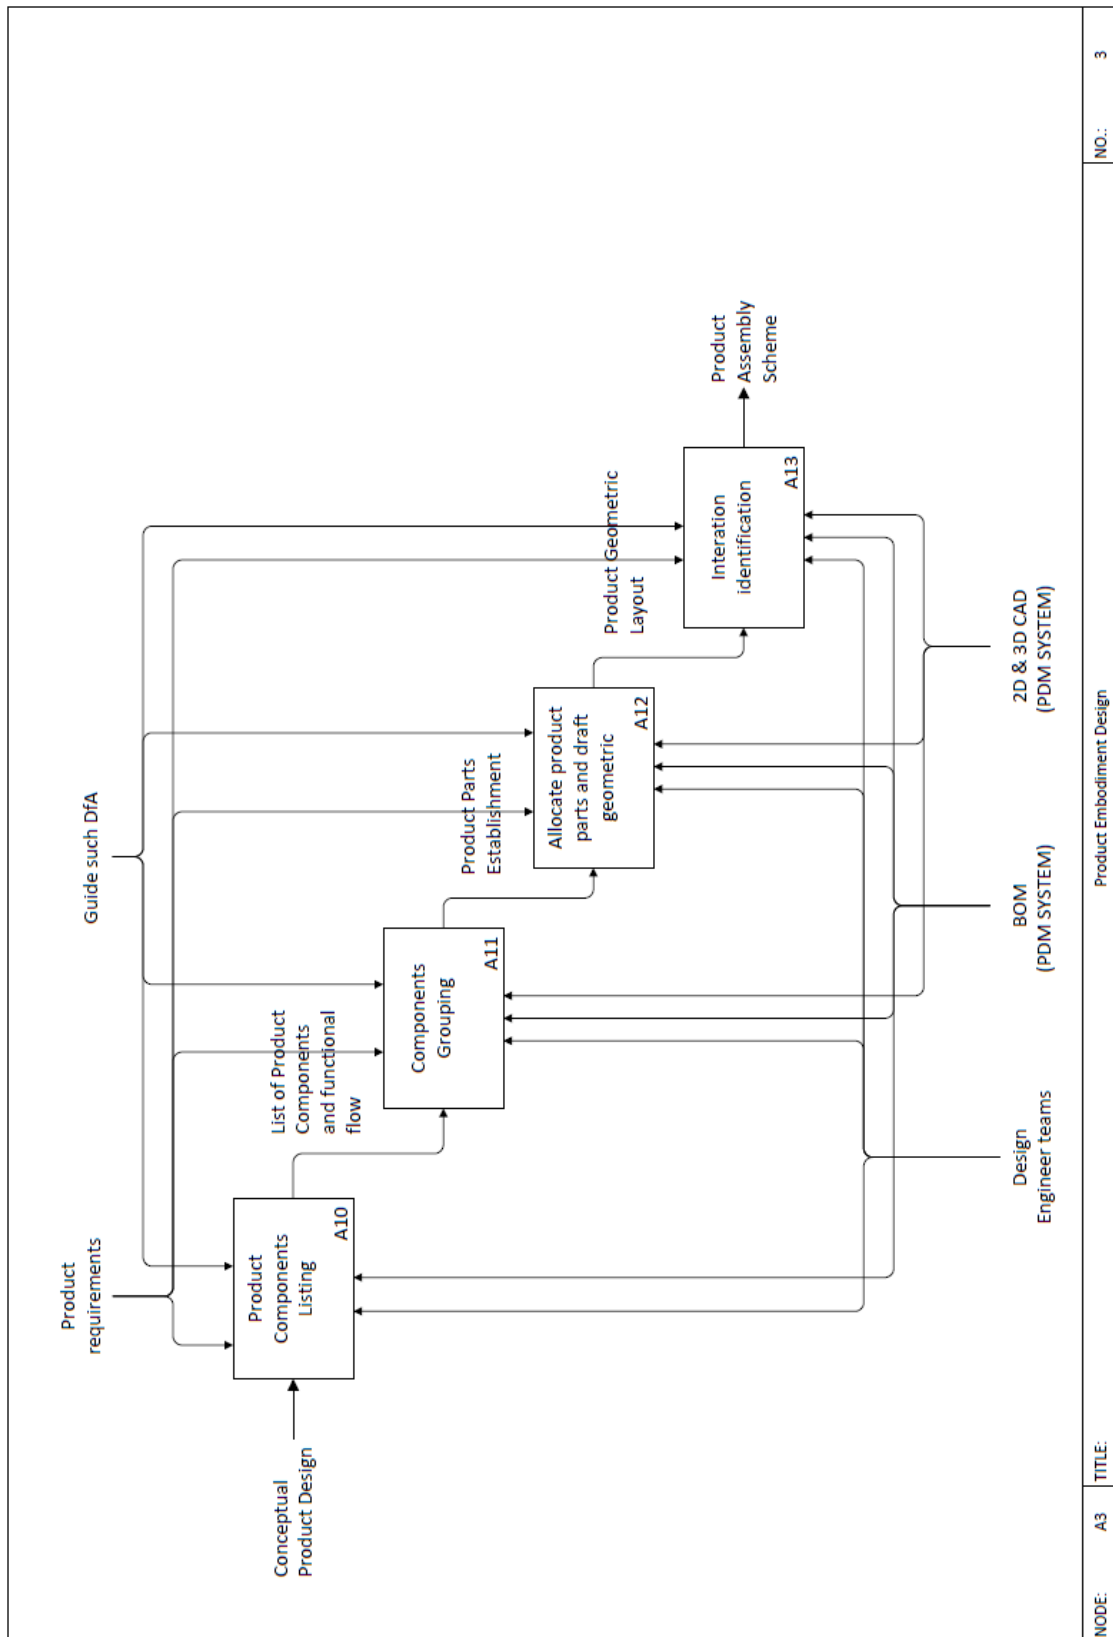 Product
requirements
Guide such DfA
Conceptual
Product Design
Product
Components
Listing
A10
List of Product
Components
and functional
flow
Components
Grouping
A11
Product Parts
Establishment
Allocate product
parts and draft
geometric
A12
Product Geometric
Layout
Interation
identification
A13
Product
Assembly
Scheme
Design
Engineer teams
BOM
(PDM SYSTEM)
2D & 3D CAD
(PDM SYSTEM)
NODE: A3
TITLE: Product Embodiment Design
NO.: 3